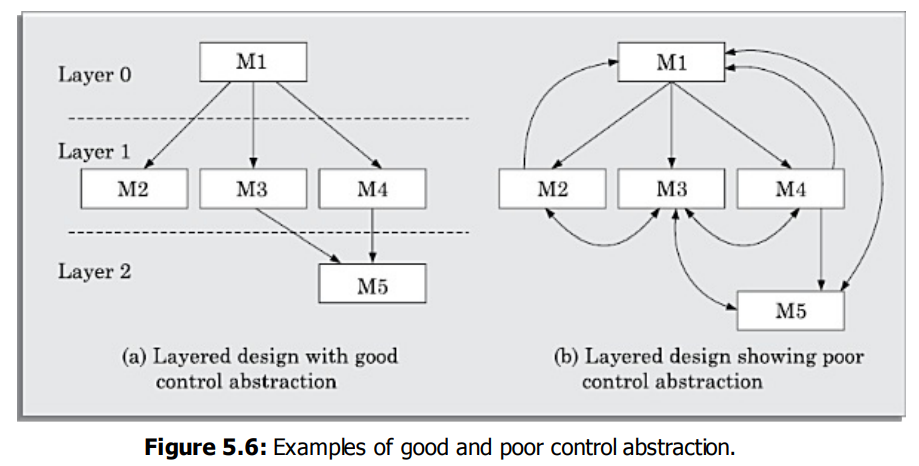 Layer 0
M1
Layer 1
M2
M3
M4
Layer 2
M5
(a) Layered design with good
control abstraction
M1
M2
M3
M4
M5
(b) Layered design showing poor
control abstraction
Figure 5.6: Examples of good and poor control abstraction.